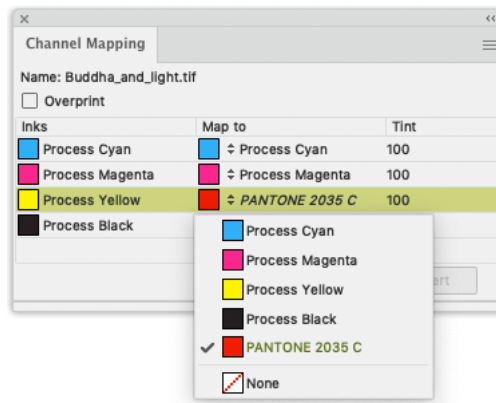 Channel Mapping
Name: Buddha_and_light.tif
Overprint
Inks Map to Tint
Process Cyan Process Cyan 100
Process Magenta Process Magenta 100
Process Yellow PANTONE 2035 C 100
Process Black
Process Cyan
Process Magenta
Process Yellow
Process Black
PANTONE 2035 C
None